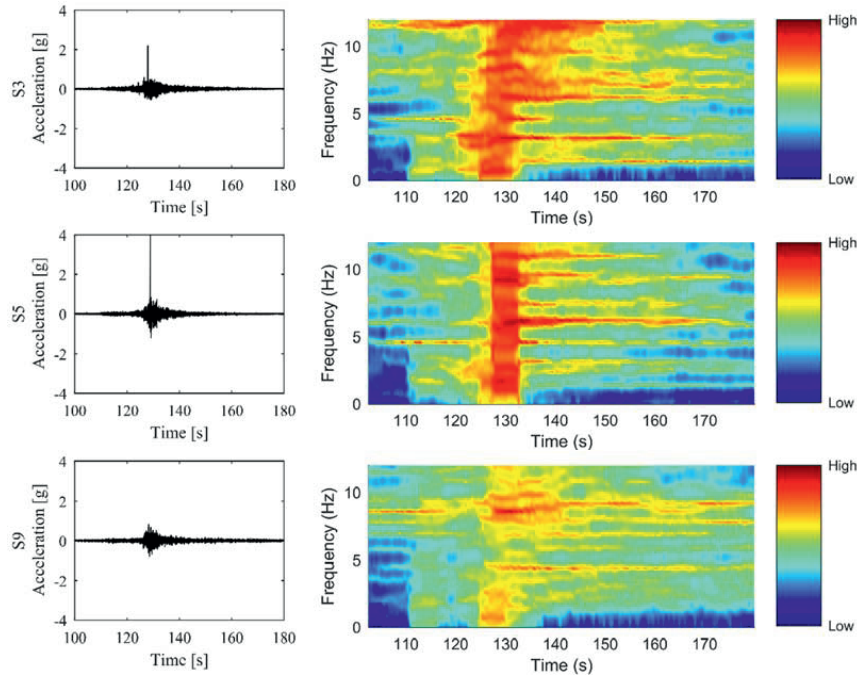 S3
Acceleration [g]
4
2
0
-2
-4
100 120 140 160 180
Time [s]
Frequency (Hz)
10
5
0
110 120 130 140 150 160 170
Time (s)
High
Low
S5
Acceleration [g]
4
2
0
-2
-4
100 120 140 160 180
Time [s]
Frequency (Hz)
10
5
0
110 120 130 140 150 160 170
Time (s)
High
Low
S9
Acceleration [g]
4
2
0
-2
-4
100 120 140 160 180
Time [s]
Frequency (Hz)
10
5
0
110 120 130 140 150 160 170
Time (s)
High
Low